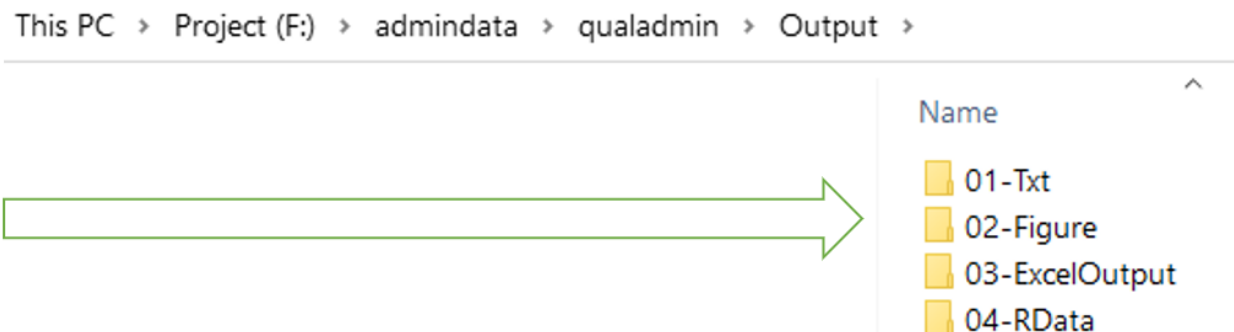 This PC > Project (F:) > admindata > qualadmin > Output >
Name
01-Txt
02-Figure
03-ExcelOutput
04-RData